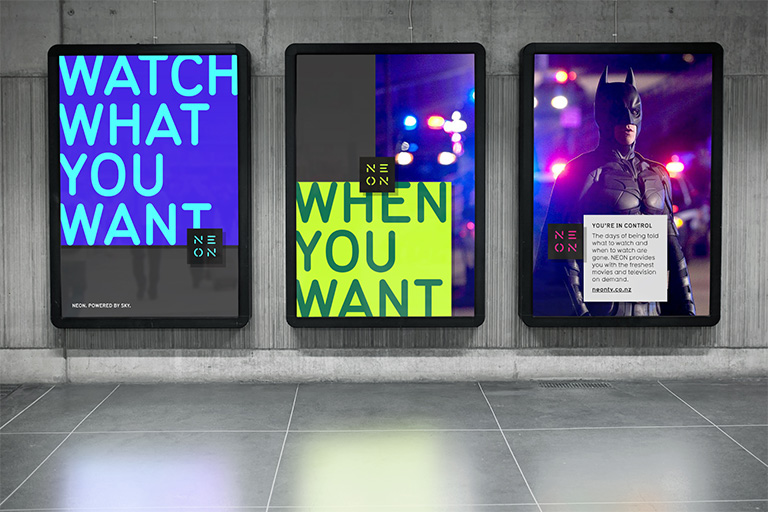 WATCH
WHAT
YOU
WANT
NE
ON
NEON. POWERED BY SKY.
NE
ON
WHEN
YOU
WANT
NE
ON
YOU'RE IN CONTROL
The days of being told
what to watch and
when to watch are
gone. NEON provides
you with the freshest
movies and television
on demand.
neontv.co.nz